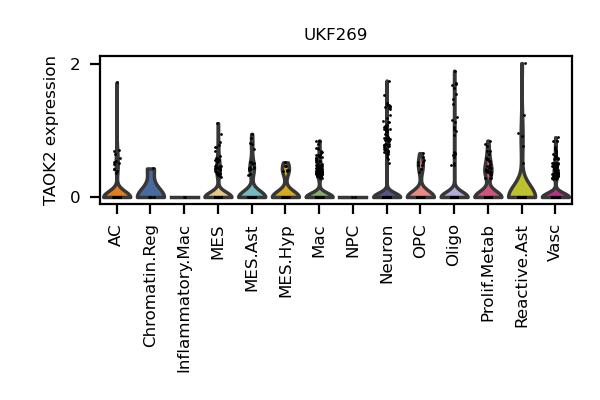 UKF269
TAOK2 expression
2
0
AC
Chromatin.Reg
Inflammatory.Mac
MES
MES.Ast
MES.Hyp
Mac
NPC
Neuron
OPC
Oligo
Prolif.Metab
Reactive.Ast
Vasc